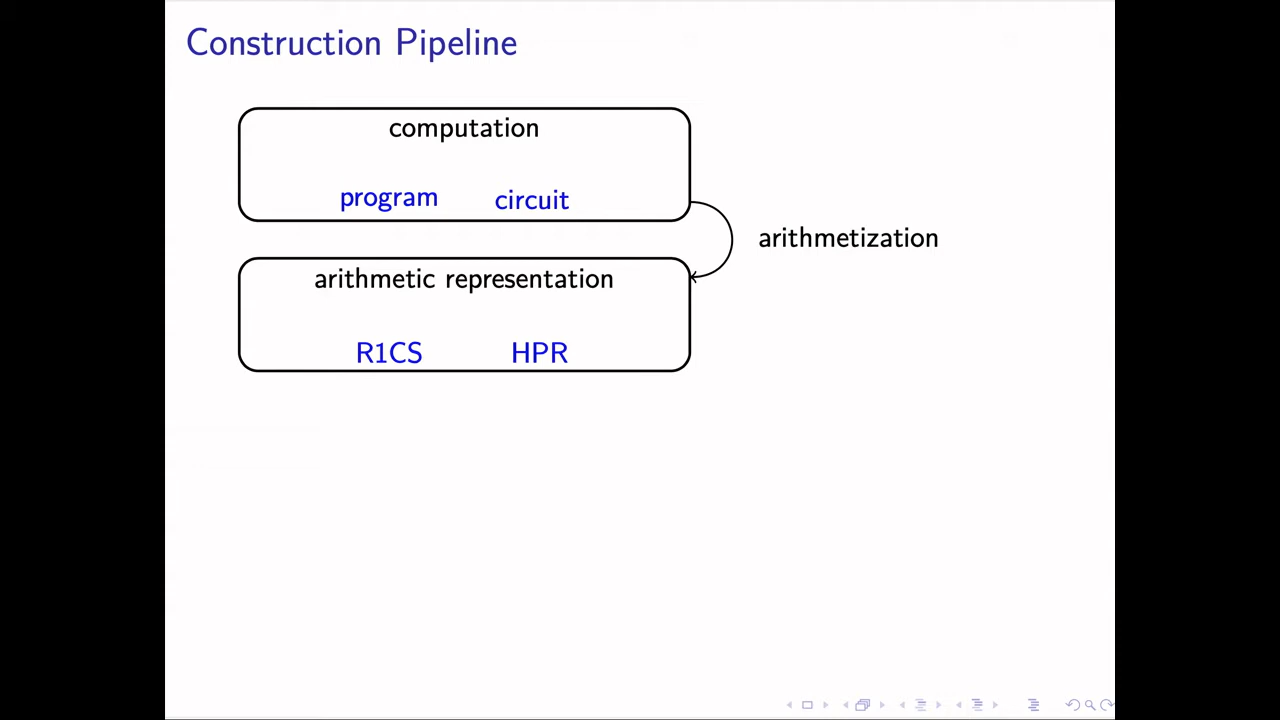 Construction Pipeline
computation
program circuit
arithmetization
arithmetic representation
R1CS HPR